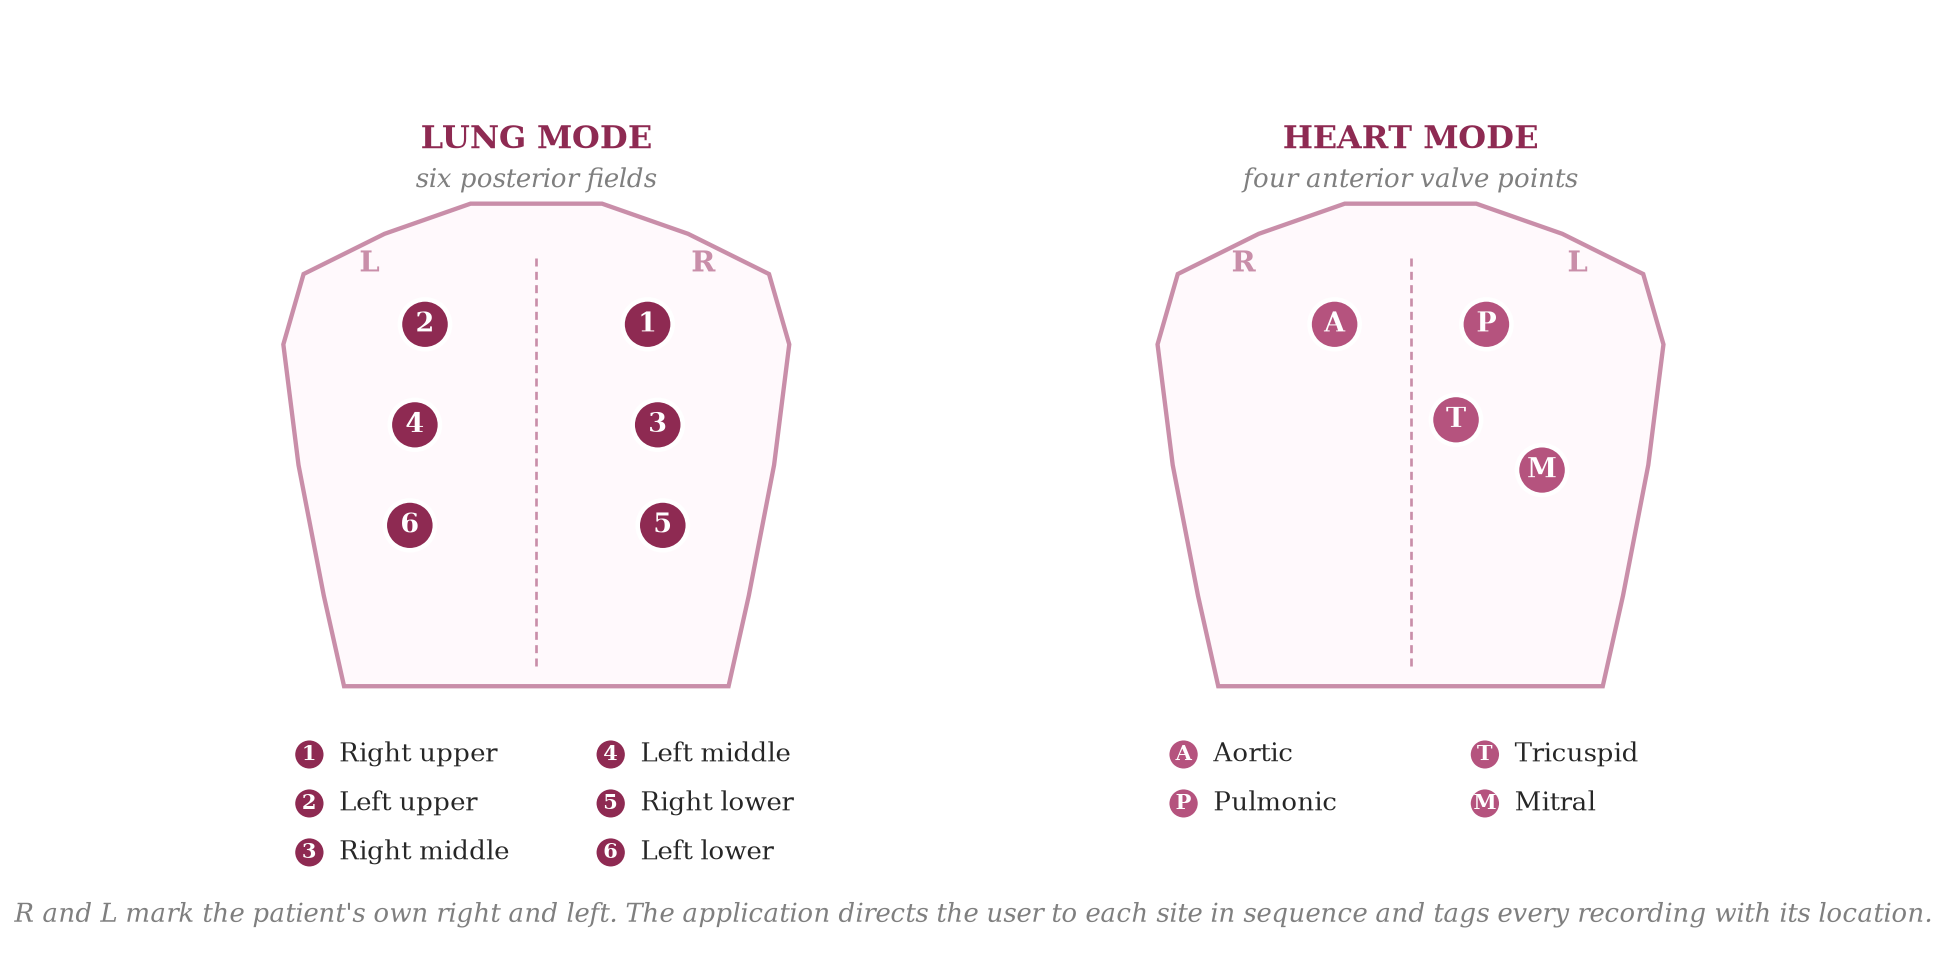 LUNG MODE
six posterior fields
L R
2 1
4 3
6 5
1 Right upper
2 Left upper
3 Right middle
4 Left middle
5 Right lower
6 Left lower
HEART MODE
four anterior valve points
R L
A P
T
M
A Aortic
P Pulmonic
T Tricuspid
M Mitral
R and L mark the patient's own right and left. The application directs the user to each site in sequence and tags every recording with its location.